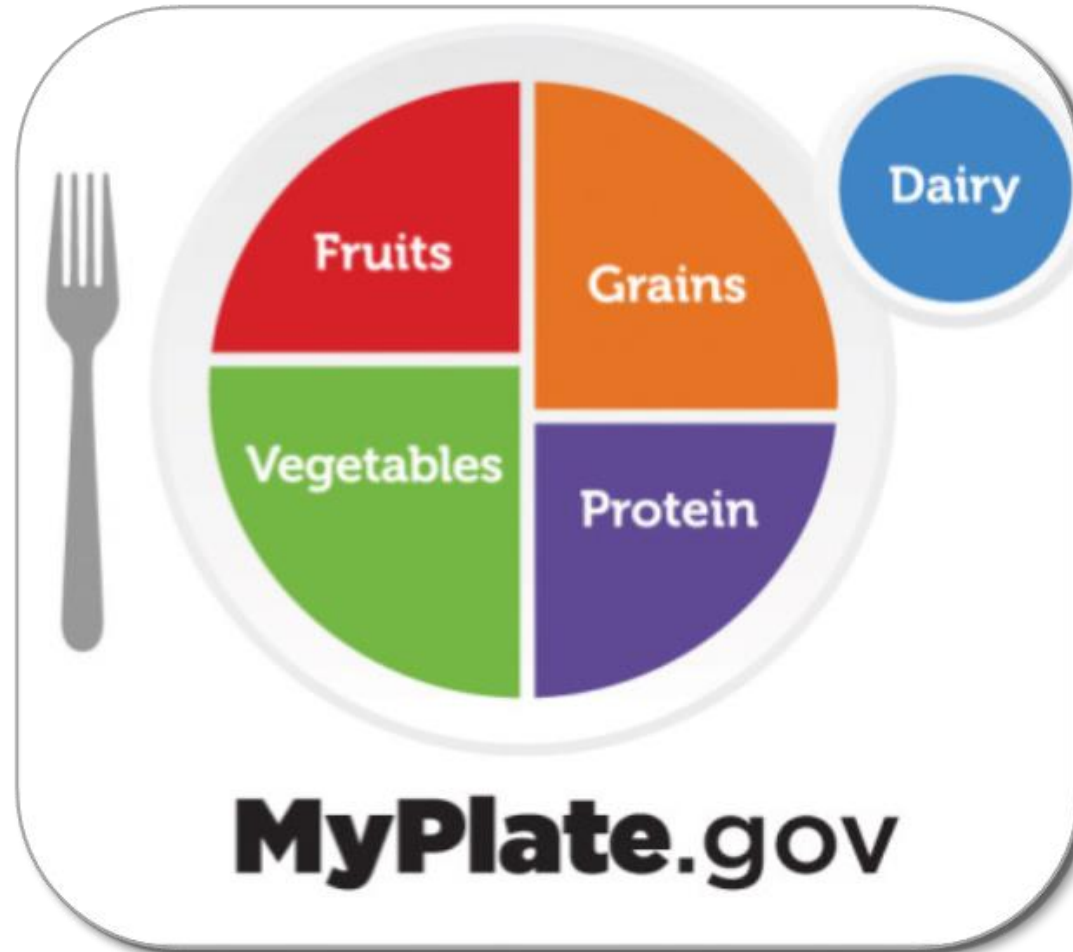 Fruits
Grains
Dairy
Vegetables
Protein
MyPlate.gov